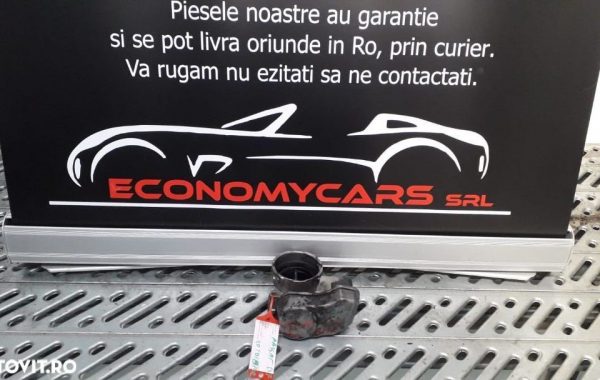 Piesele noastre au garantie
si se pot livra oriunde in Ro, prin curier.
Va rugam nu ezitati sa ne contactati.
ECONOMYCARS SRL
TOVIT.RO